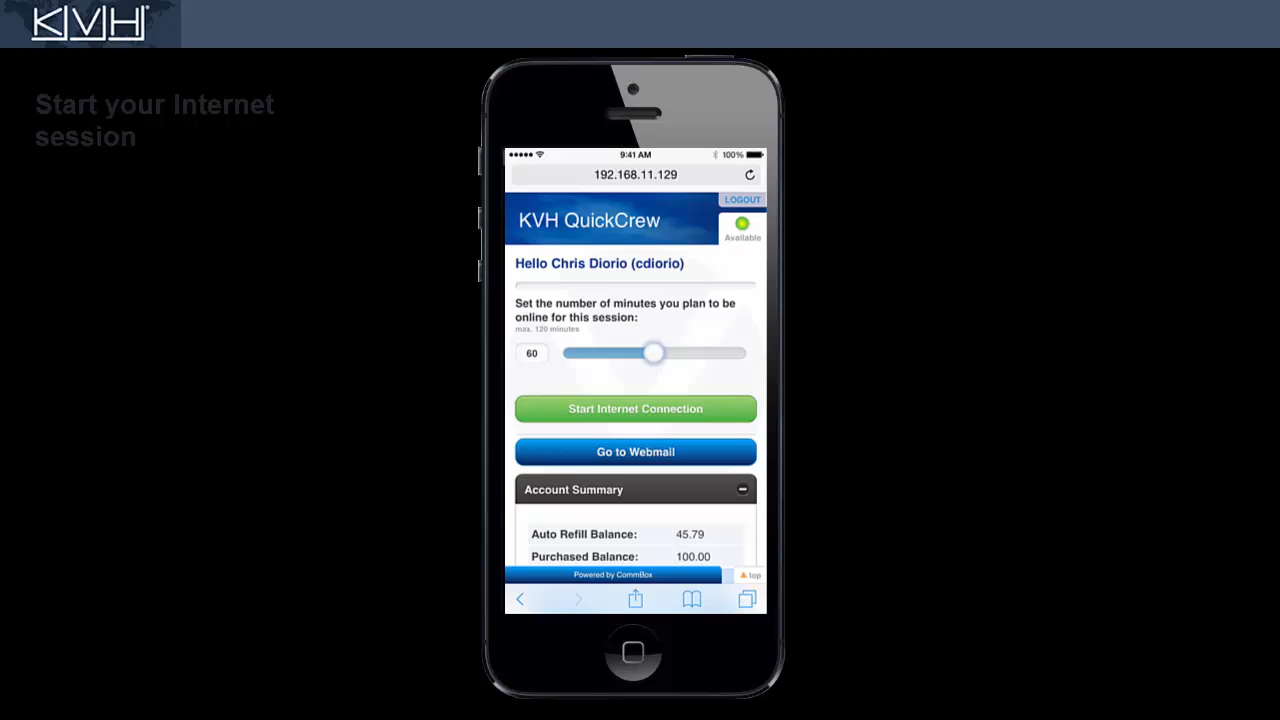 KVH
Start your Internet
session
9:41 AM
100%
192.168.11.129
LOGOUT
KVH QuickCrew
Available
Hello Chris Diorio (cdiorio)
Set the number of minutes you plan to be
online for this session:
max. 120 minutes
60
Start Internet Connection
Go to Webmail
Account Summary
Auto Refill Balance: 45.79
Purchased Balance: 100.00
Powered by CommBox
top